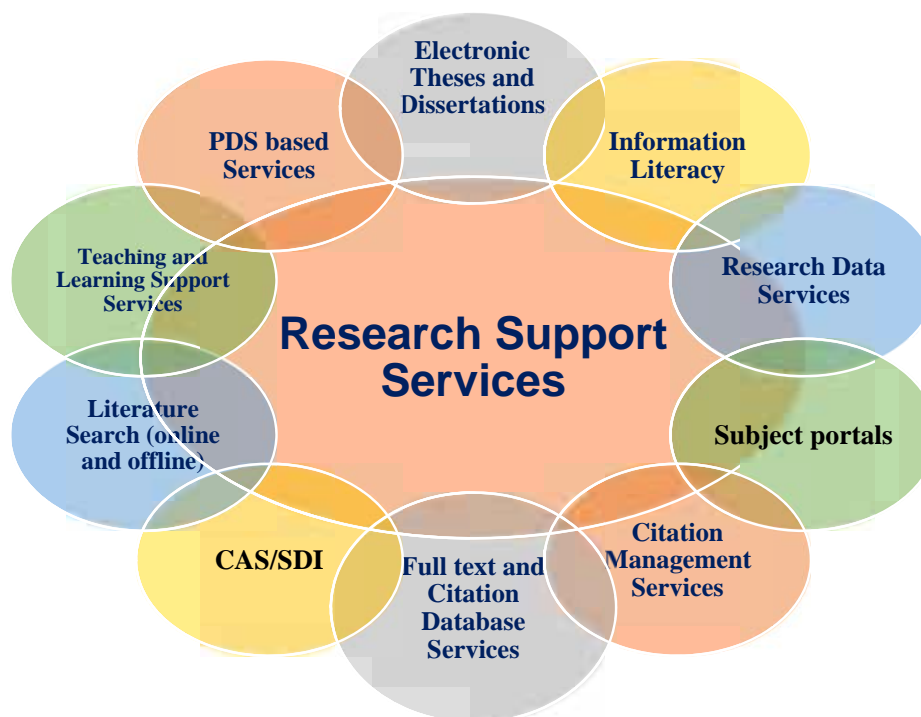 Electronic
Theses and
Dissertations
PDS based
Services
Information
Literacy
Teaching and
Learning Support
Services
Research Data
Services
Research Support
Services
Literature
Search (online
and offline)
Subject portals
CAS/SDI
Full text and
Citation
Database
Services
Citation
Management
Services